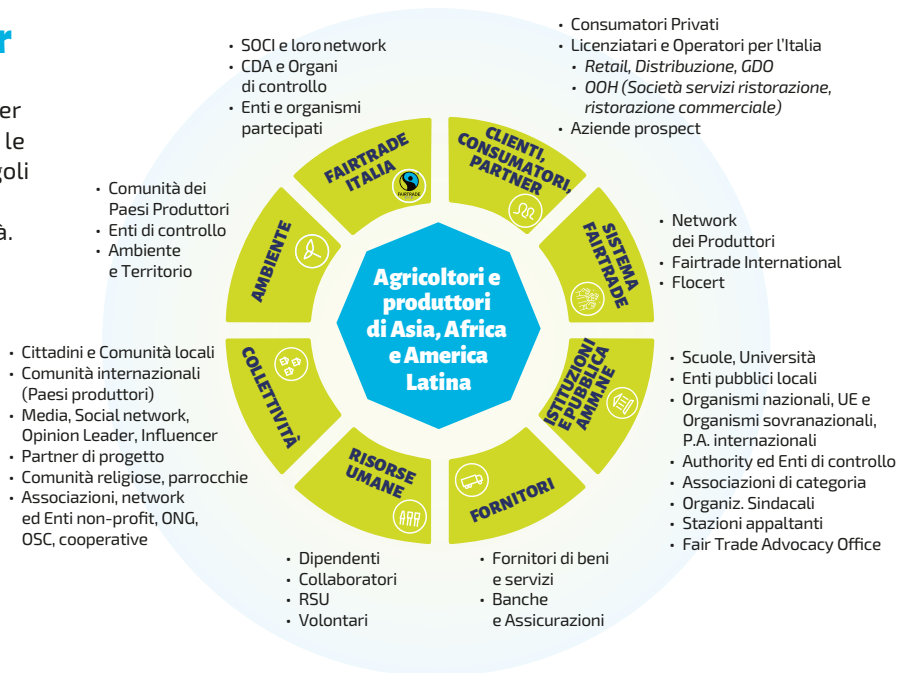 r
er
le
goli
à.
• SOCI e loro network
• CDA e Organi
di controllo
• Enti e organismi
partecipati
• Consumatori Privati
• Licenziatari e Operatori per l'Italia
• Retail, Distribuzione, GDO
• OOH (Società servizi ristorazione,
ristorazione commerciale)
• Aziende prospect
FAIRTRADE
ITALIA
FAIRTRADE
CLIENTI,
CONSUMATORI,
PARTNER
• Comunità dei
Paesi Produttori
• Enti di controllo
• Ambiente
e Territorio
AMBIENTE
SISTEMA
FAIRTRADE
• Network
dei Produttori
• Fairtrade International
• Flocert
Agricoltori e
produttori
di Asia, Africa
e America
Latina
• Cittadini e Comunità locali
• Comunità internazionali
(Paesi produttori)
• Media, Social network,
Opinion Leader, Influencer
• Partner di progetto
• Comunità religiose, parrocchie
• Associazioni, network
ed Enti non-profit, ONG,
OSC, cooperative
COLLETTIVITÀ
ISTITUZIONI
E PUBBLICA
AMM.NE
• Scuole, Università
• Enti pubblici locali
• Organismi nazionali, UE e
Organismi sovranazionali,
P.A. internazionali
• Authority ed Enti di controllo
• Associazioni di categoria
• Organiz. Sindacali
• Stazioni appaltanti
• Fair Trade Advocacy Office
RISORSE
UMANE
FORNITORI
• Dipendenti
• Collaboratori
• RSU
• Volontari
• Fornitori di beni
e servizi
• Banche
e Assicurazioni